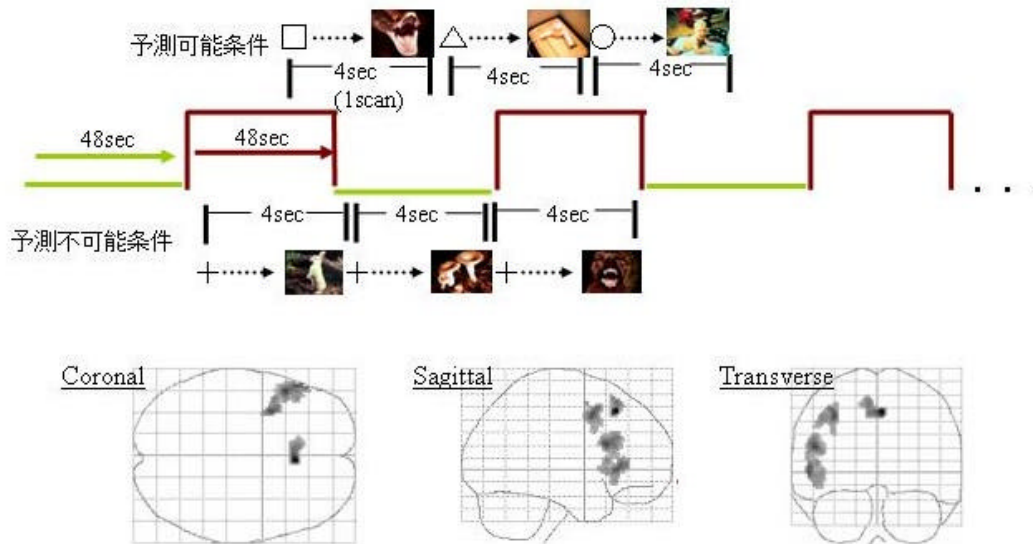 予測可能条件
4sec
(1scan)
4sec
4sec
48sec
48sec
. . .
4sec
4sec
4sec
予測不可能条件
Coronal
Sagittal
Transverse